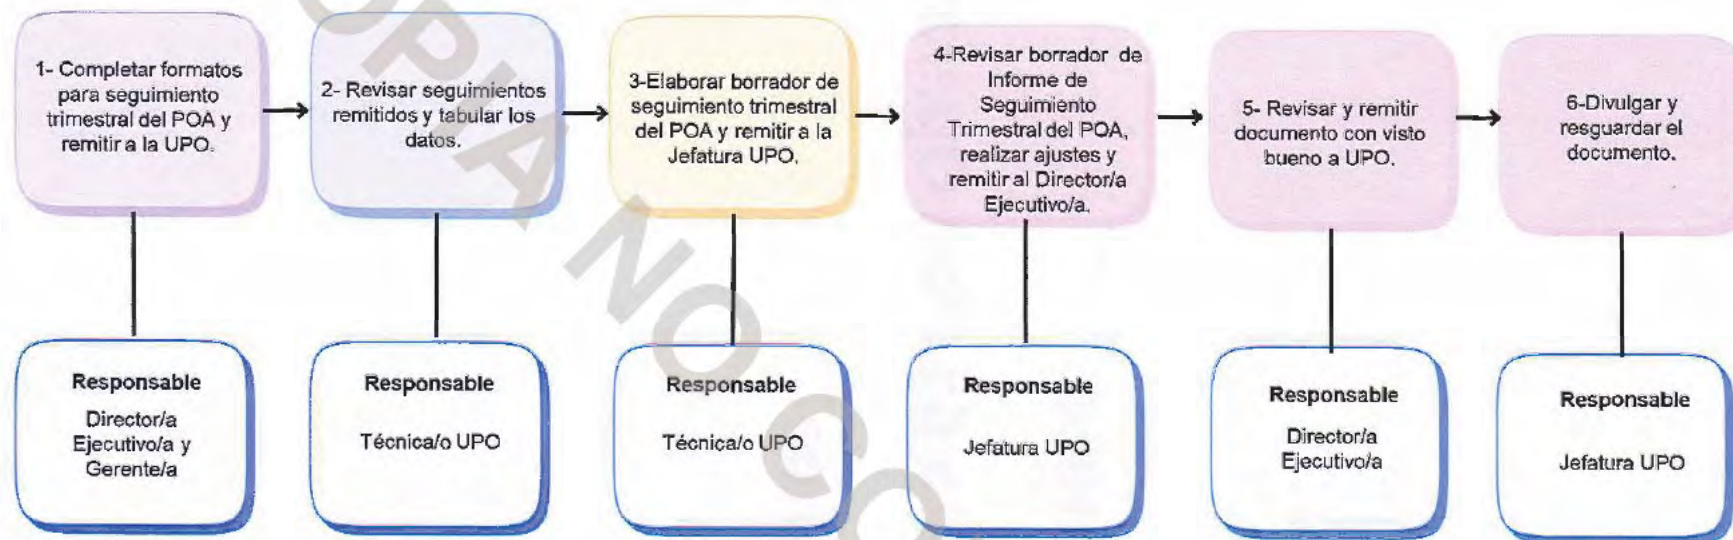 1- Completar formatos
para seguimiento
trimestral del POA y
remitir a la UPO.
2- Revisar seguimientos
remitidos y tabular los
datos.
3-Elaborar borrador de
seguimiento trimestral
del POA y remitir a la
Jefatura UPO.
4-Revisar borrador de
Informe de
Seguimiento
Trimestral del POA,
realizar ajustes y
remitir al Director/a
Ejecutivo/a.
5- Revisar y remitir
documento con visto
bueno a UPO.
6-Divulgar y
resguardar el
documento.
Responsable
Director/a
Ejecutivo/a y
Gerente/a
Responsable
Técnica/o UPO
Responsable
Técnica/o UPO
Responsable
Jefatura UPO
Responsable
Director/a
Ejecutivo/a
Responsable
Jefatura UPO
NO